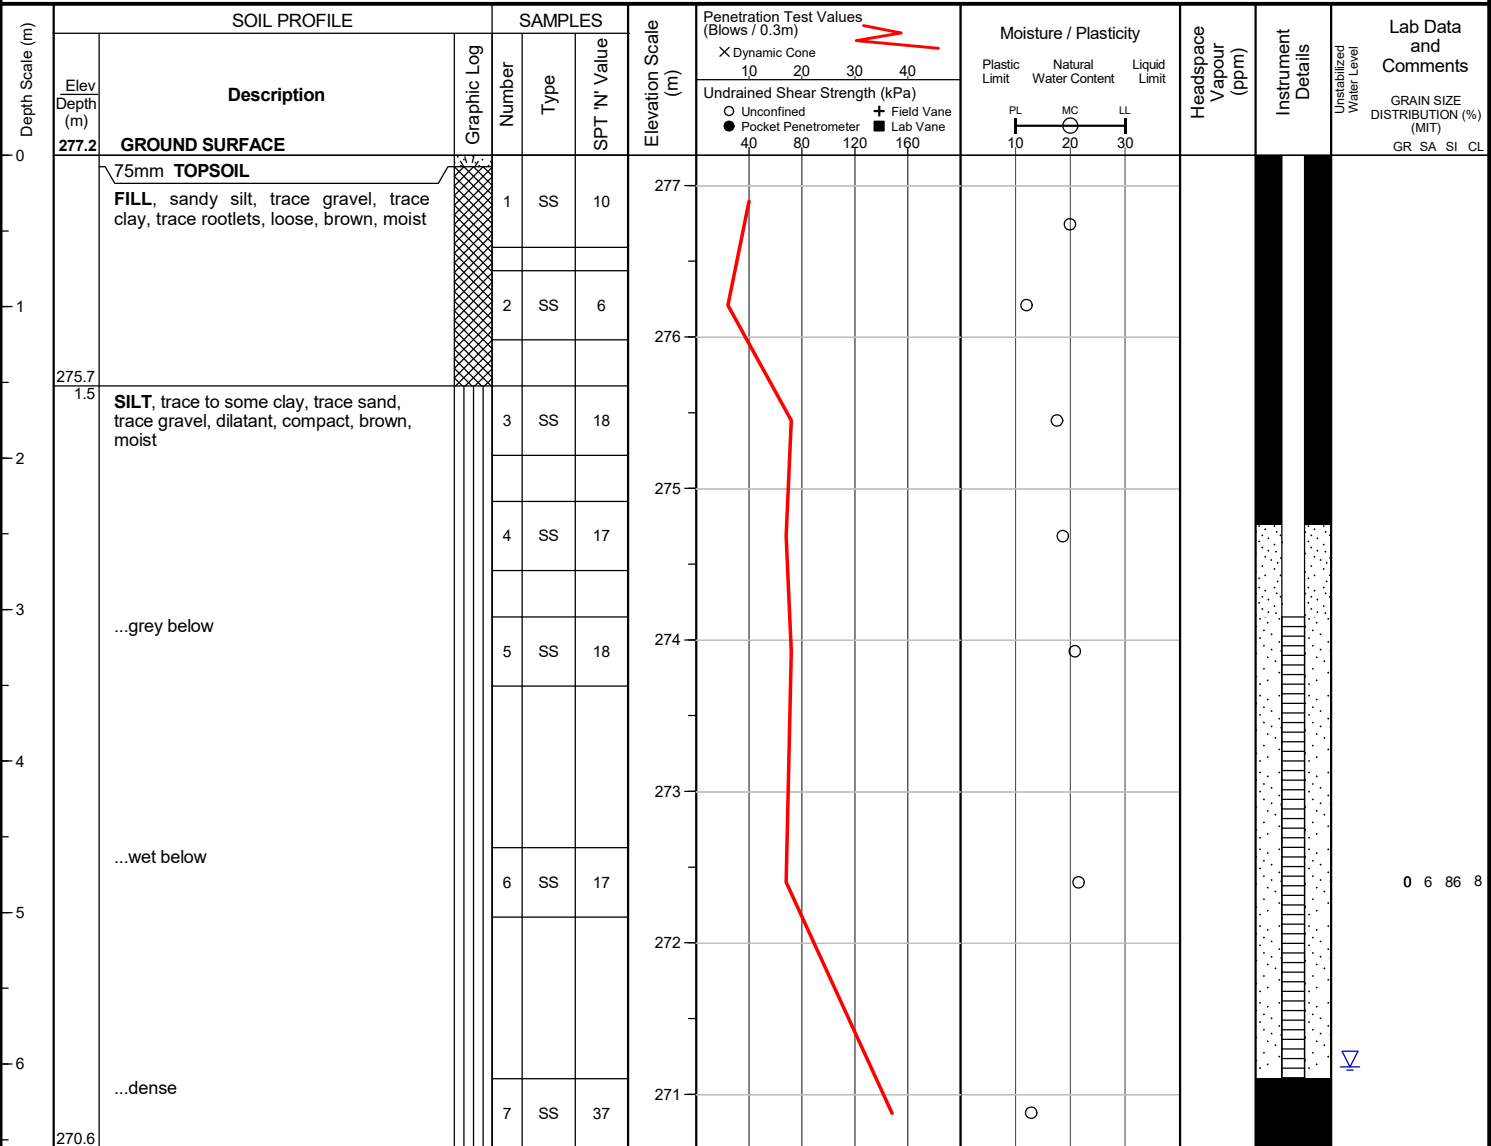 SOIL PROFILE
SAMPLES
Depth Scale (m)
Elev
Depth
(m)
Description
Graphic Log
Number
Type
SPT 'N' Value
Elevation Scale
(m)
Penetration Test Values
(Blows / 0.3m)
× Dynamic Cone
10 20 30 40
Undrained Shear Strength (kPa)
Unconfined
Field Vane
Pocket Penetrometer
Lab Vane
40 80 120 160
Moisture / Plasticity
Plastic
Limit
Natural
Water Content
Liquid
Limit
PL MC LL
10 20 30
Headspace
Vapour
(ppm)
Instrument
Details
Unstabilized
Water Level
Lab Data
and
Comments
GRAIN SIZE
DISTRIBUTION (%)
(MIT)
GR SA SI CL
277.2 GROUND SURFACE
0
75mm TOPSOIL
277
FILL, sandy silt, trace gravel, trace
clay, trace rootlets, loose, brown, moist
1 SS 10
1
2 SS 6
276
275.7
1.5
SILT, trace to some clay, trace sand,
trace gravel, dilatant, compact, brown,
moist
3 SS 18
2
275
4 SS 17
3
...grey below
274
5 SS 18
4
273
...wet below
6 SS 17
0 6 86 8
5
272
6
...dense
271
7 SS 37
270.6